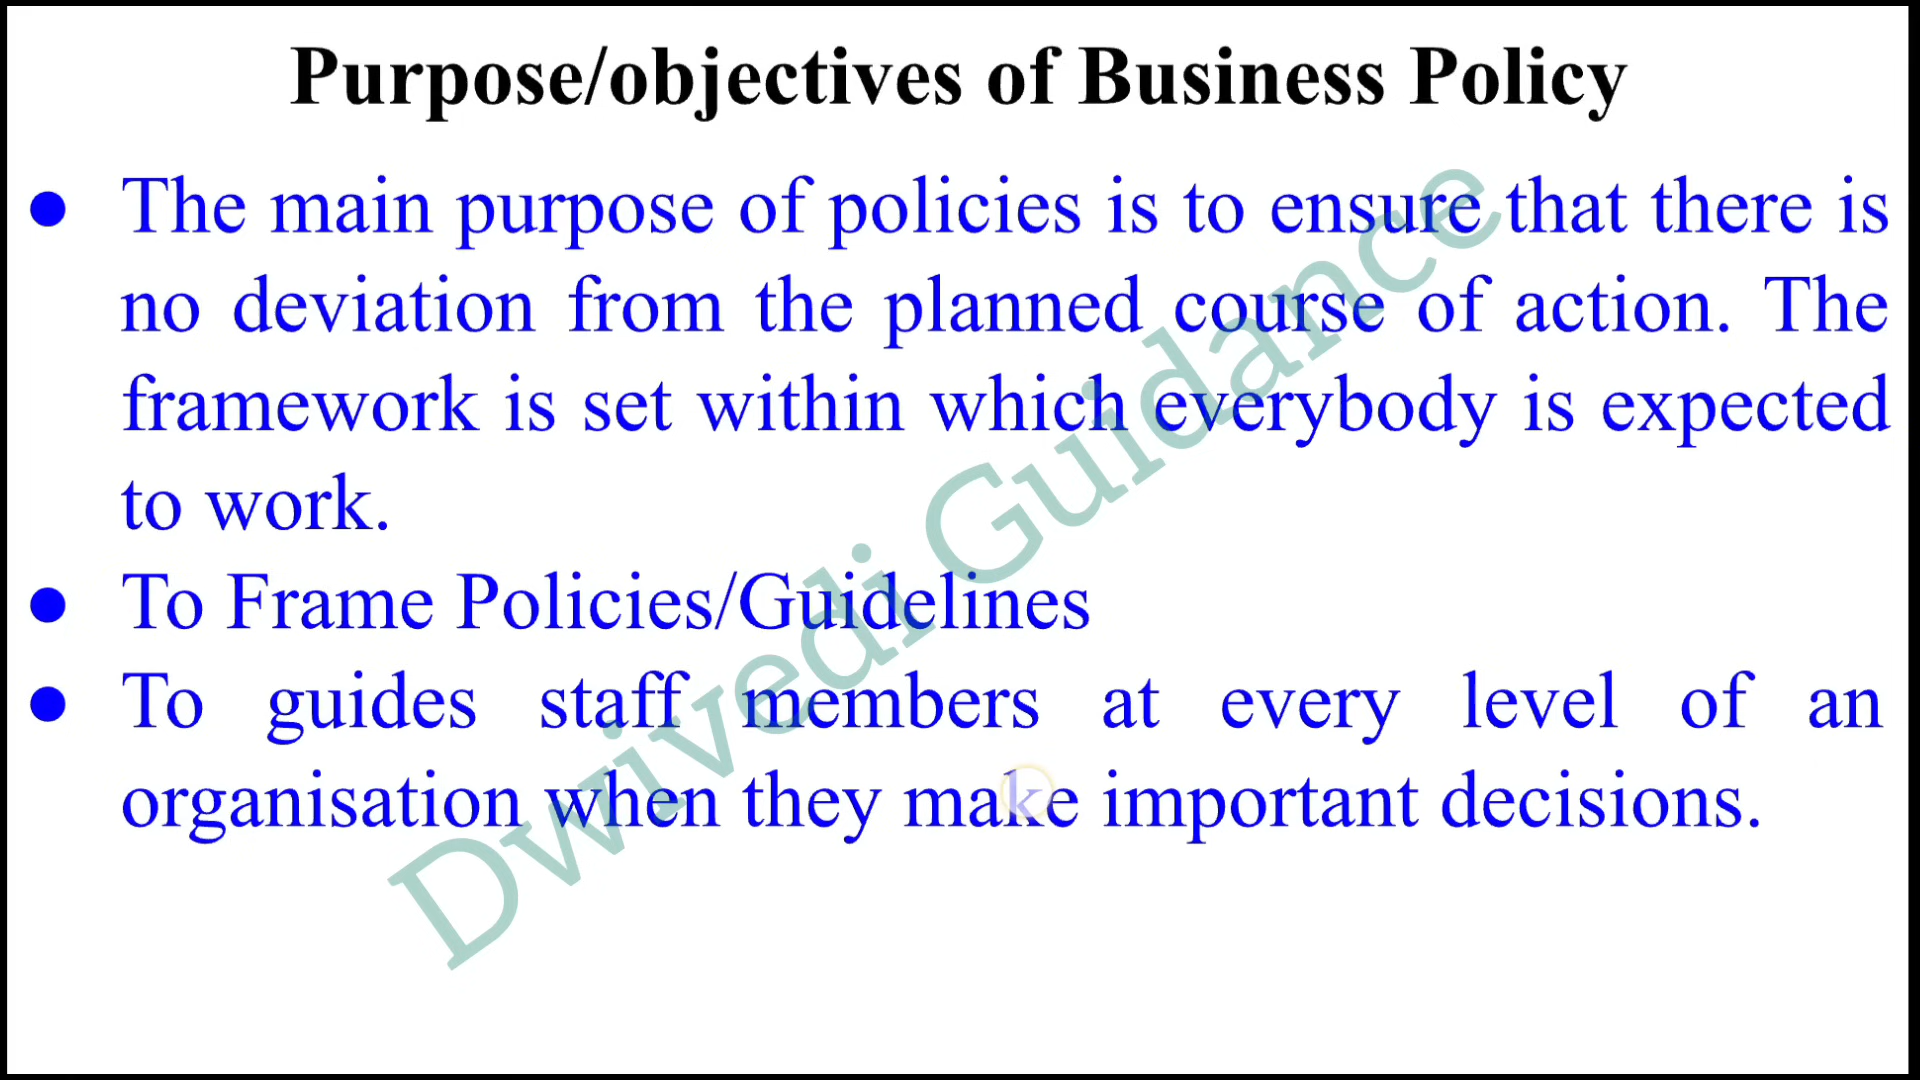 Purpose/objectives of Business Policy
● The main purpose of policies is to ensure that there is
no deviation from the planned course of action. The
framework is set within which everybody is expected
to work.
● To Frame Policies/Guidelines
● To guides staff members at every level of an
organisation when they make important decisions.
Dwivedi Guidance